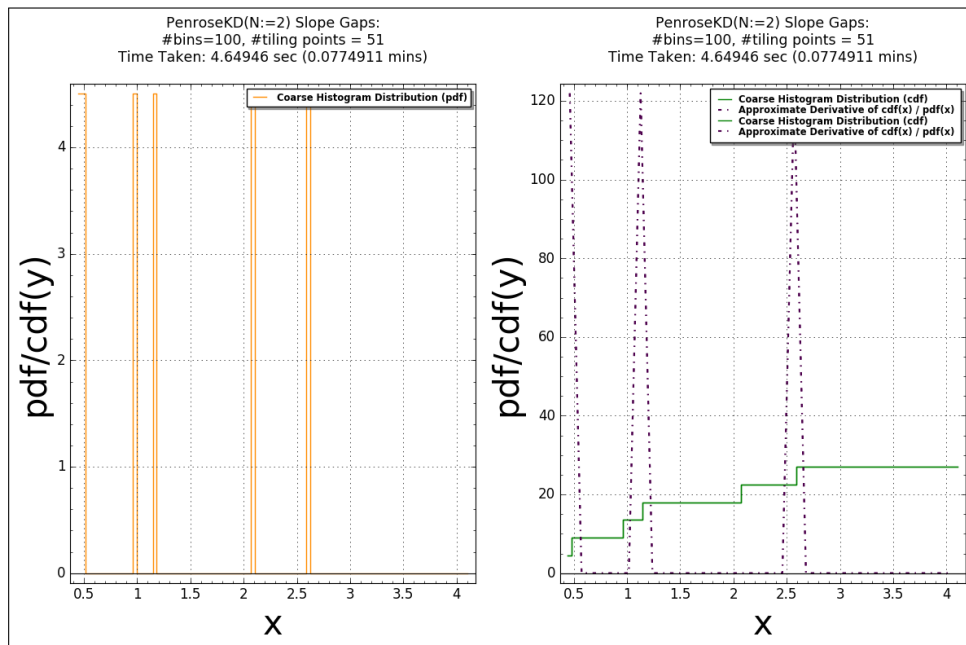 PenroseKD(N:=2) Slope Gaps:
#bins=100, #tiling points = 51
Time Taken: 4.64946 sec (0.0774911 mins)
Coarse Histogram Distribution (pdf)
4
3
2
1
0
pdf/cdf(y)
0.5 1 1.5 2 2.5 3 3.5 4
x
PenroseKD(N:=2) Slope Gaps:
#bins=100, #tiling points = 51
Time Taken: 4.64946 sec (0.0774911 mins)
Coarse Histogram Distribution (cdf)
Approximate Derivative of cdf(x) / pdf(x)
Coarse Histogram Distribution (cdf)
Approximate Derivative of cdf(x) / pdf(x)
120
100
80
60
40
20
0
pdf/cdf(y)
0.5 1 1.5 2 2.5 3 3.5 4
x